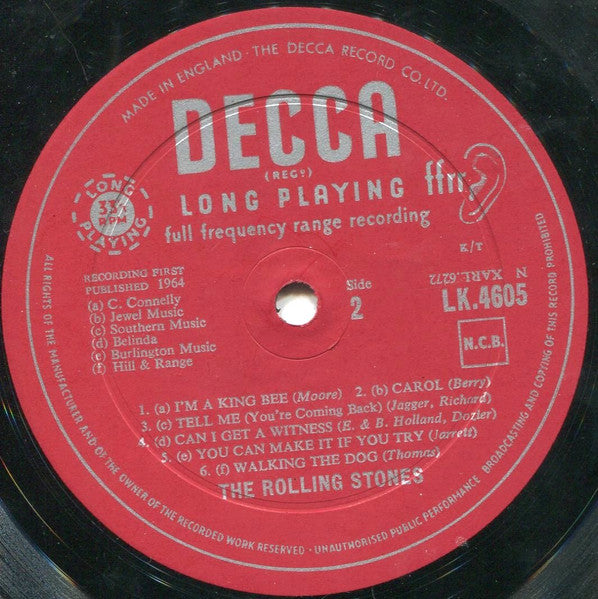 MADE IN ENGLAND · THE DECCA RECORD CO. LTD.
DECCA
(REGD)
LONG PLAYING ffrr
full frequency range recording
LONG
33⅓
RPM
PLAYING
K/T
RECORDING FIRST
PUBLISHED 1964
(a) C. Connelly
(b) Jewel Music
(c) Southern Music
(d) Belinda
(e) Burlington Music
(f) Hill & Range
Side
2
N XARL.6272
LK.4605
N.C.B.
1. (a) I'M A KING BEE (Moore) 2. (b) CAROL (Berry)
3. (c) TELL ME (You're Coming Back) (Jagger, Richard)
4. (d) CAN I GET A WITNESS (E. & B. Holland, Dozier)
5. (e) YOU CAN MAKE IT IF YOU TRY (Jarrett)
6. (f) WALKING THE DOG (Thomas)
THE ROLLING STONES
ALL RIGHTS OF THE MANUFACTURER AND OF THE OWNER OF THE RECORDED WORK RESERVED · UNAUTHORISED PUBLIC PERFORMANCE BROADCASTING AND COPYING OF THIS RECORD PROHIBITED